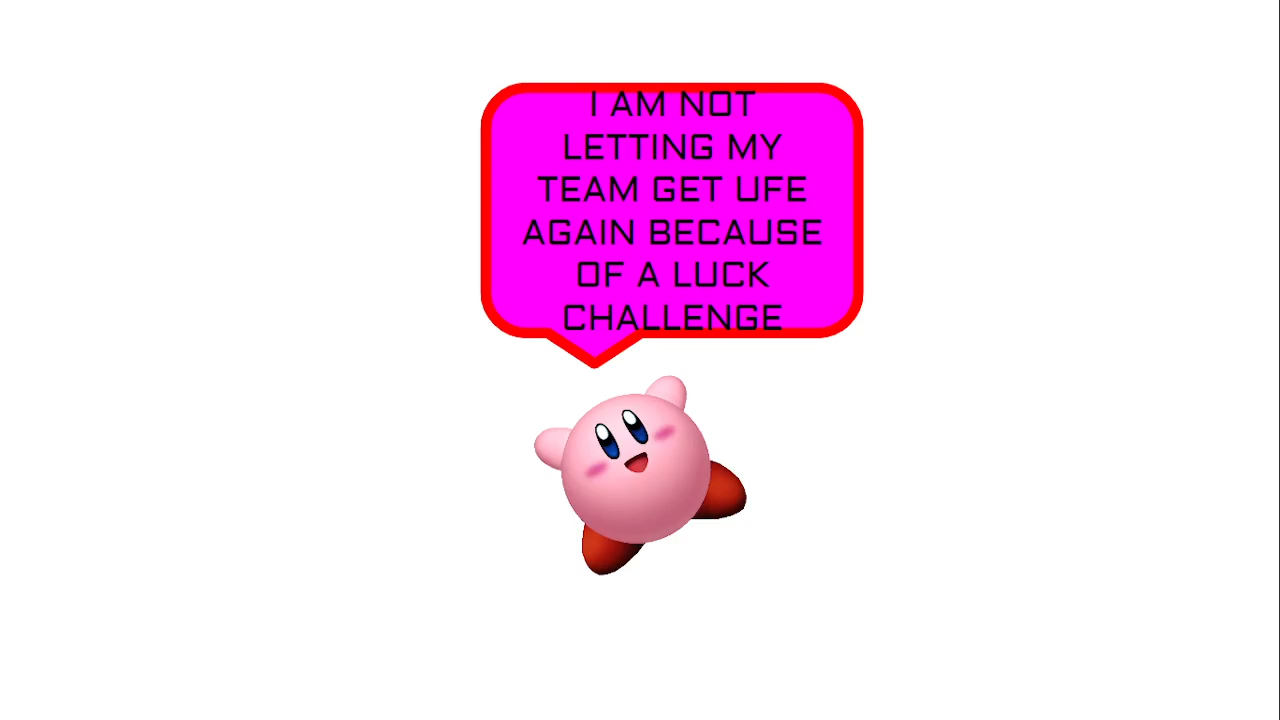 I AM NOT
LETTING MY
TEAM GET UFE
AGAIN BECAUSE
OF A LUCK
CHALLENGE